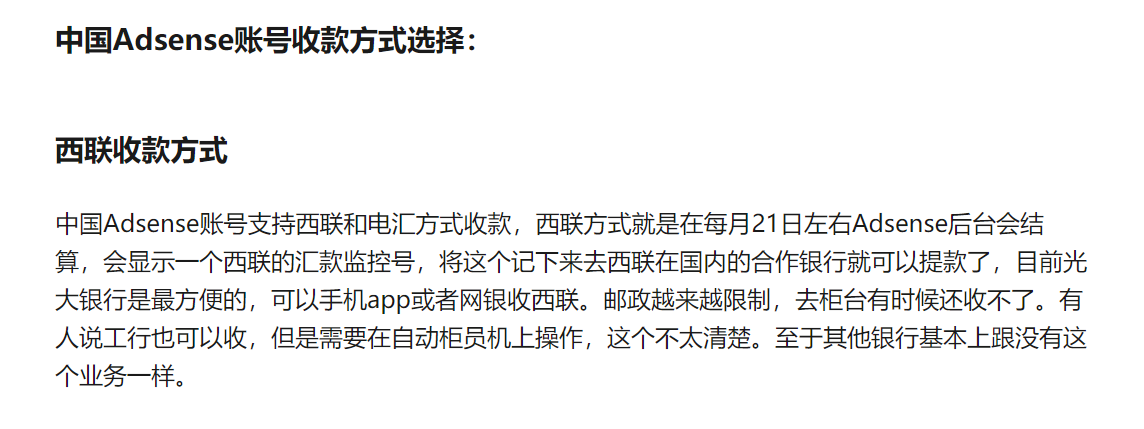 中国Adsense账号收款方式选择：
西联收款方式
中国Adsense账号支持西联和电汇方式收款，西联方式就是在每月21日左右Adsense后台会结
算，会显示一个西联的汇款监控号，将这个记下来去西联在国内的合作银行就可以提款了，目前光
大银行是最方便的，可以手机app或者网银收西联。邮政越来越限制，去柜台有时候还收不了。有
人说工行也可以收，但是需要在自动柜员机上操作，这个不太清楚。至于其他银行基本上跟没有这
个业务一样。